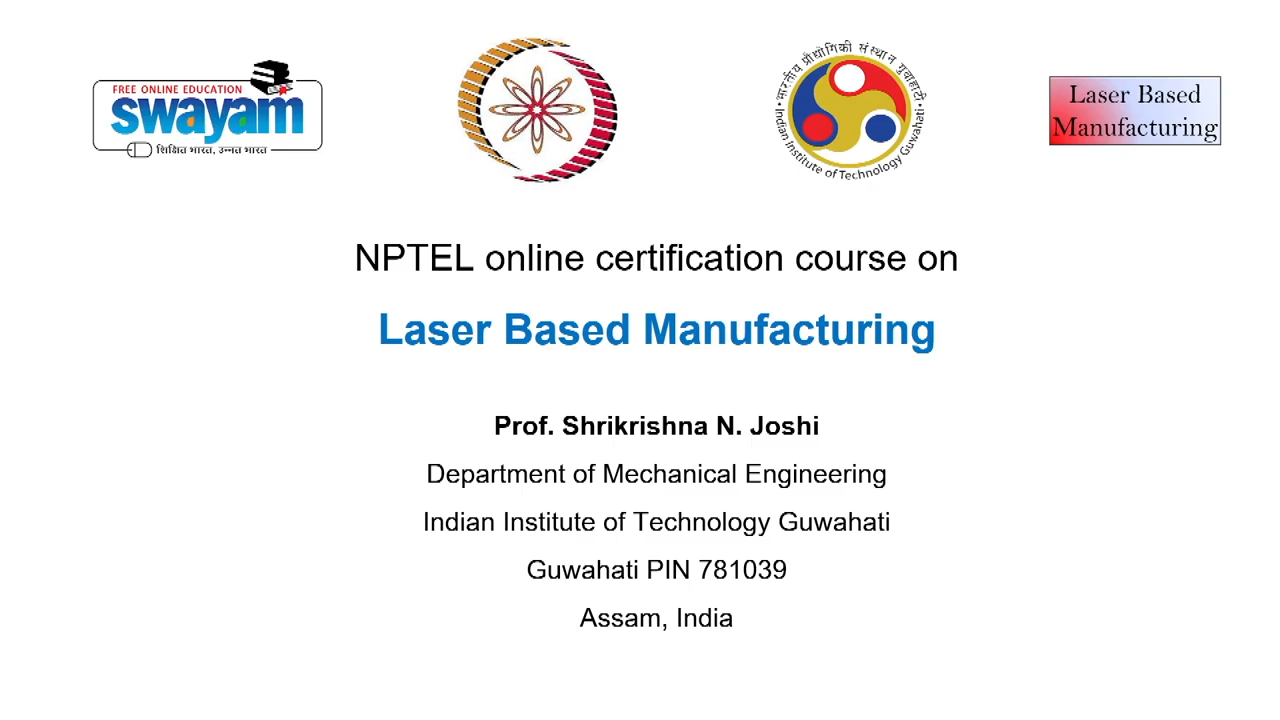 FREE ONLINE EDUCATION
swayam
शिक्षित भारत, उन्नत भारत
भारतीय प्रौद्योगिकी संस्थान गुवाहाटी
Indian Institute of Technology Guwahati
Laser Based
Manufacturing
NPTEL online certification course on
Laser Based Manufacturing
Prof. Shrikrishna N. Joshi
Department of Mechanical Engineering
Indian Institute of Technology Guwahati
Guwahati PIN 781039
Assam, India